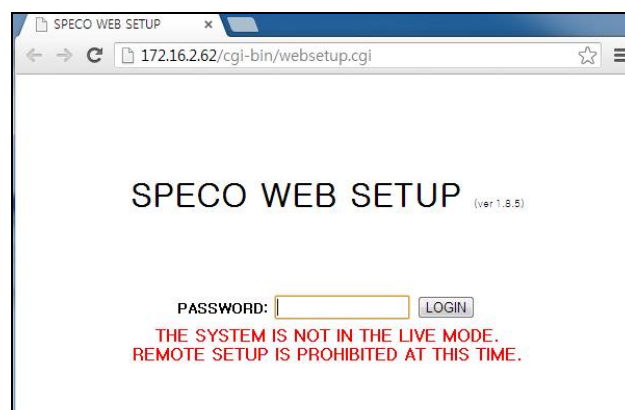 SPECO WEB SETUP
172.16.2.62/cgi-bin/websetup.cgi
SPECO WEB SETUP (ver 1.8.5)
PASSWORD: LOGIN
THE SYSTEM IS NOT IN THE LIVE MODE.
REMOTE SETUP IS PROHIBITED AT THIS TIME.